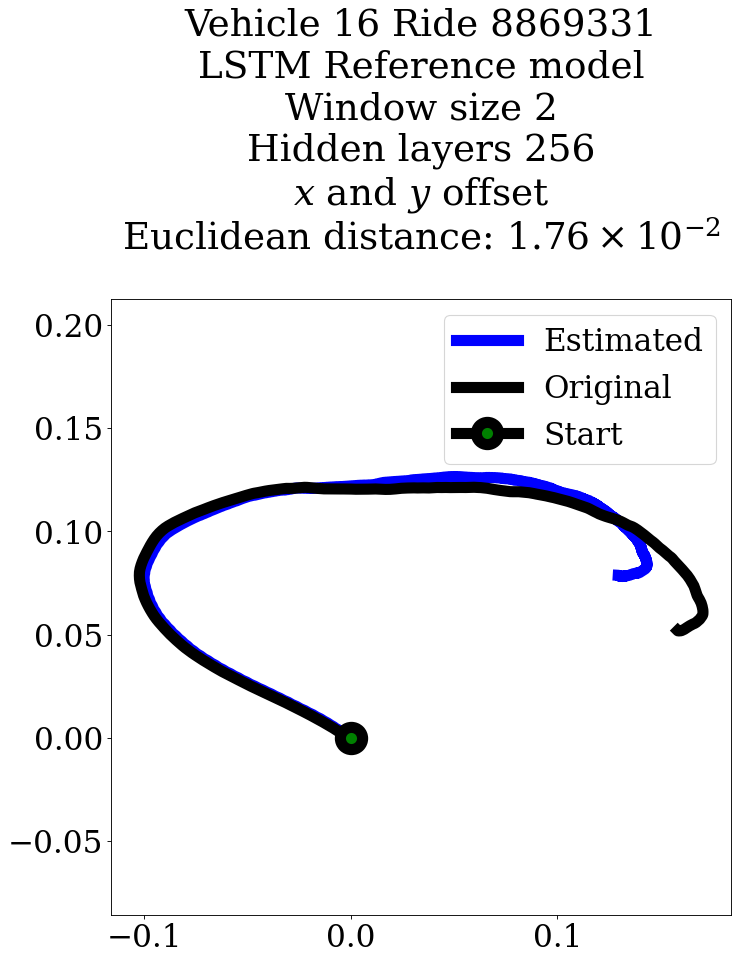 Vehicle 16 Ride 8869331
LSTM Reference model
Window size 2
Hidden layers 256
x and y offset
Euclidean distance: 1.76 × 10⁻²
Estimated
Original
Start
0.20
0.15
0.10
0.05
0.00
−0.05
−0.1
0.0
0.1